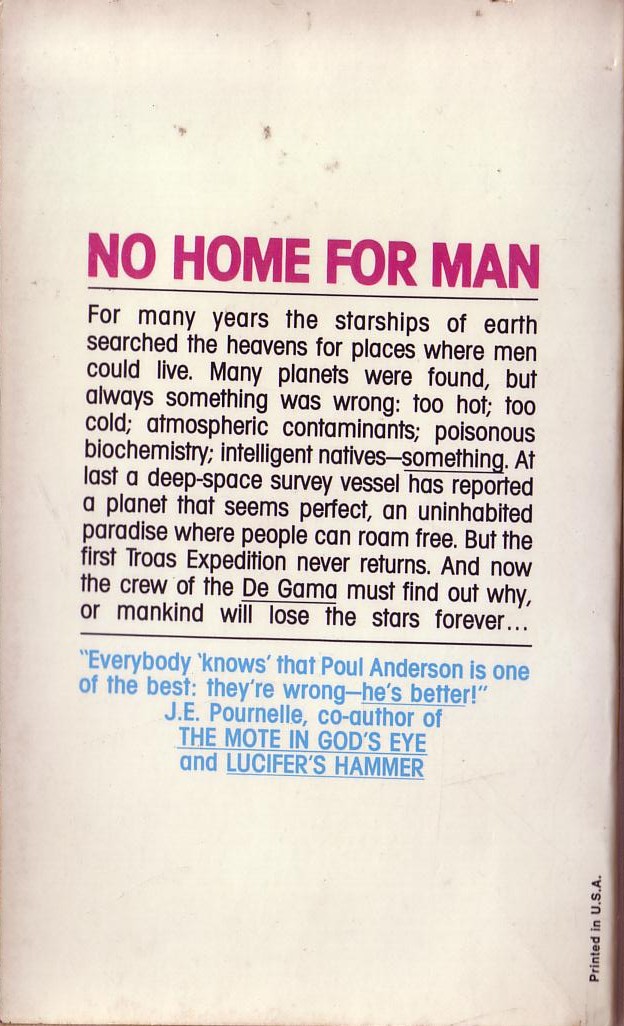 NO HOME FOR MAN
For many years the starships of earth
searched the heavens for places where men
could live. Many planets were found, but
always something was wrong: too hot; too
cold; atmospheric contaminants; poisonous
biochemistry; intelligent natives—something. At
last a deep-space survey vessel has reported
a planet that seems perfect, an uninhabited
paradise where people can roam free. But the
first Troas Expedition never returns. And now
the crew of the De Gama must find out why,
or mankind will lose the stars forever...
"Everybody 'knows' that Poul Anderson is one
of the best: they're wrong—he's better!"
J.E. Pournelle, co-author of
THE MOTE IN GOD'S EYE
and LUCIFER'S HAMMER
Printed in U.S.A.